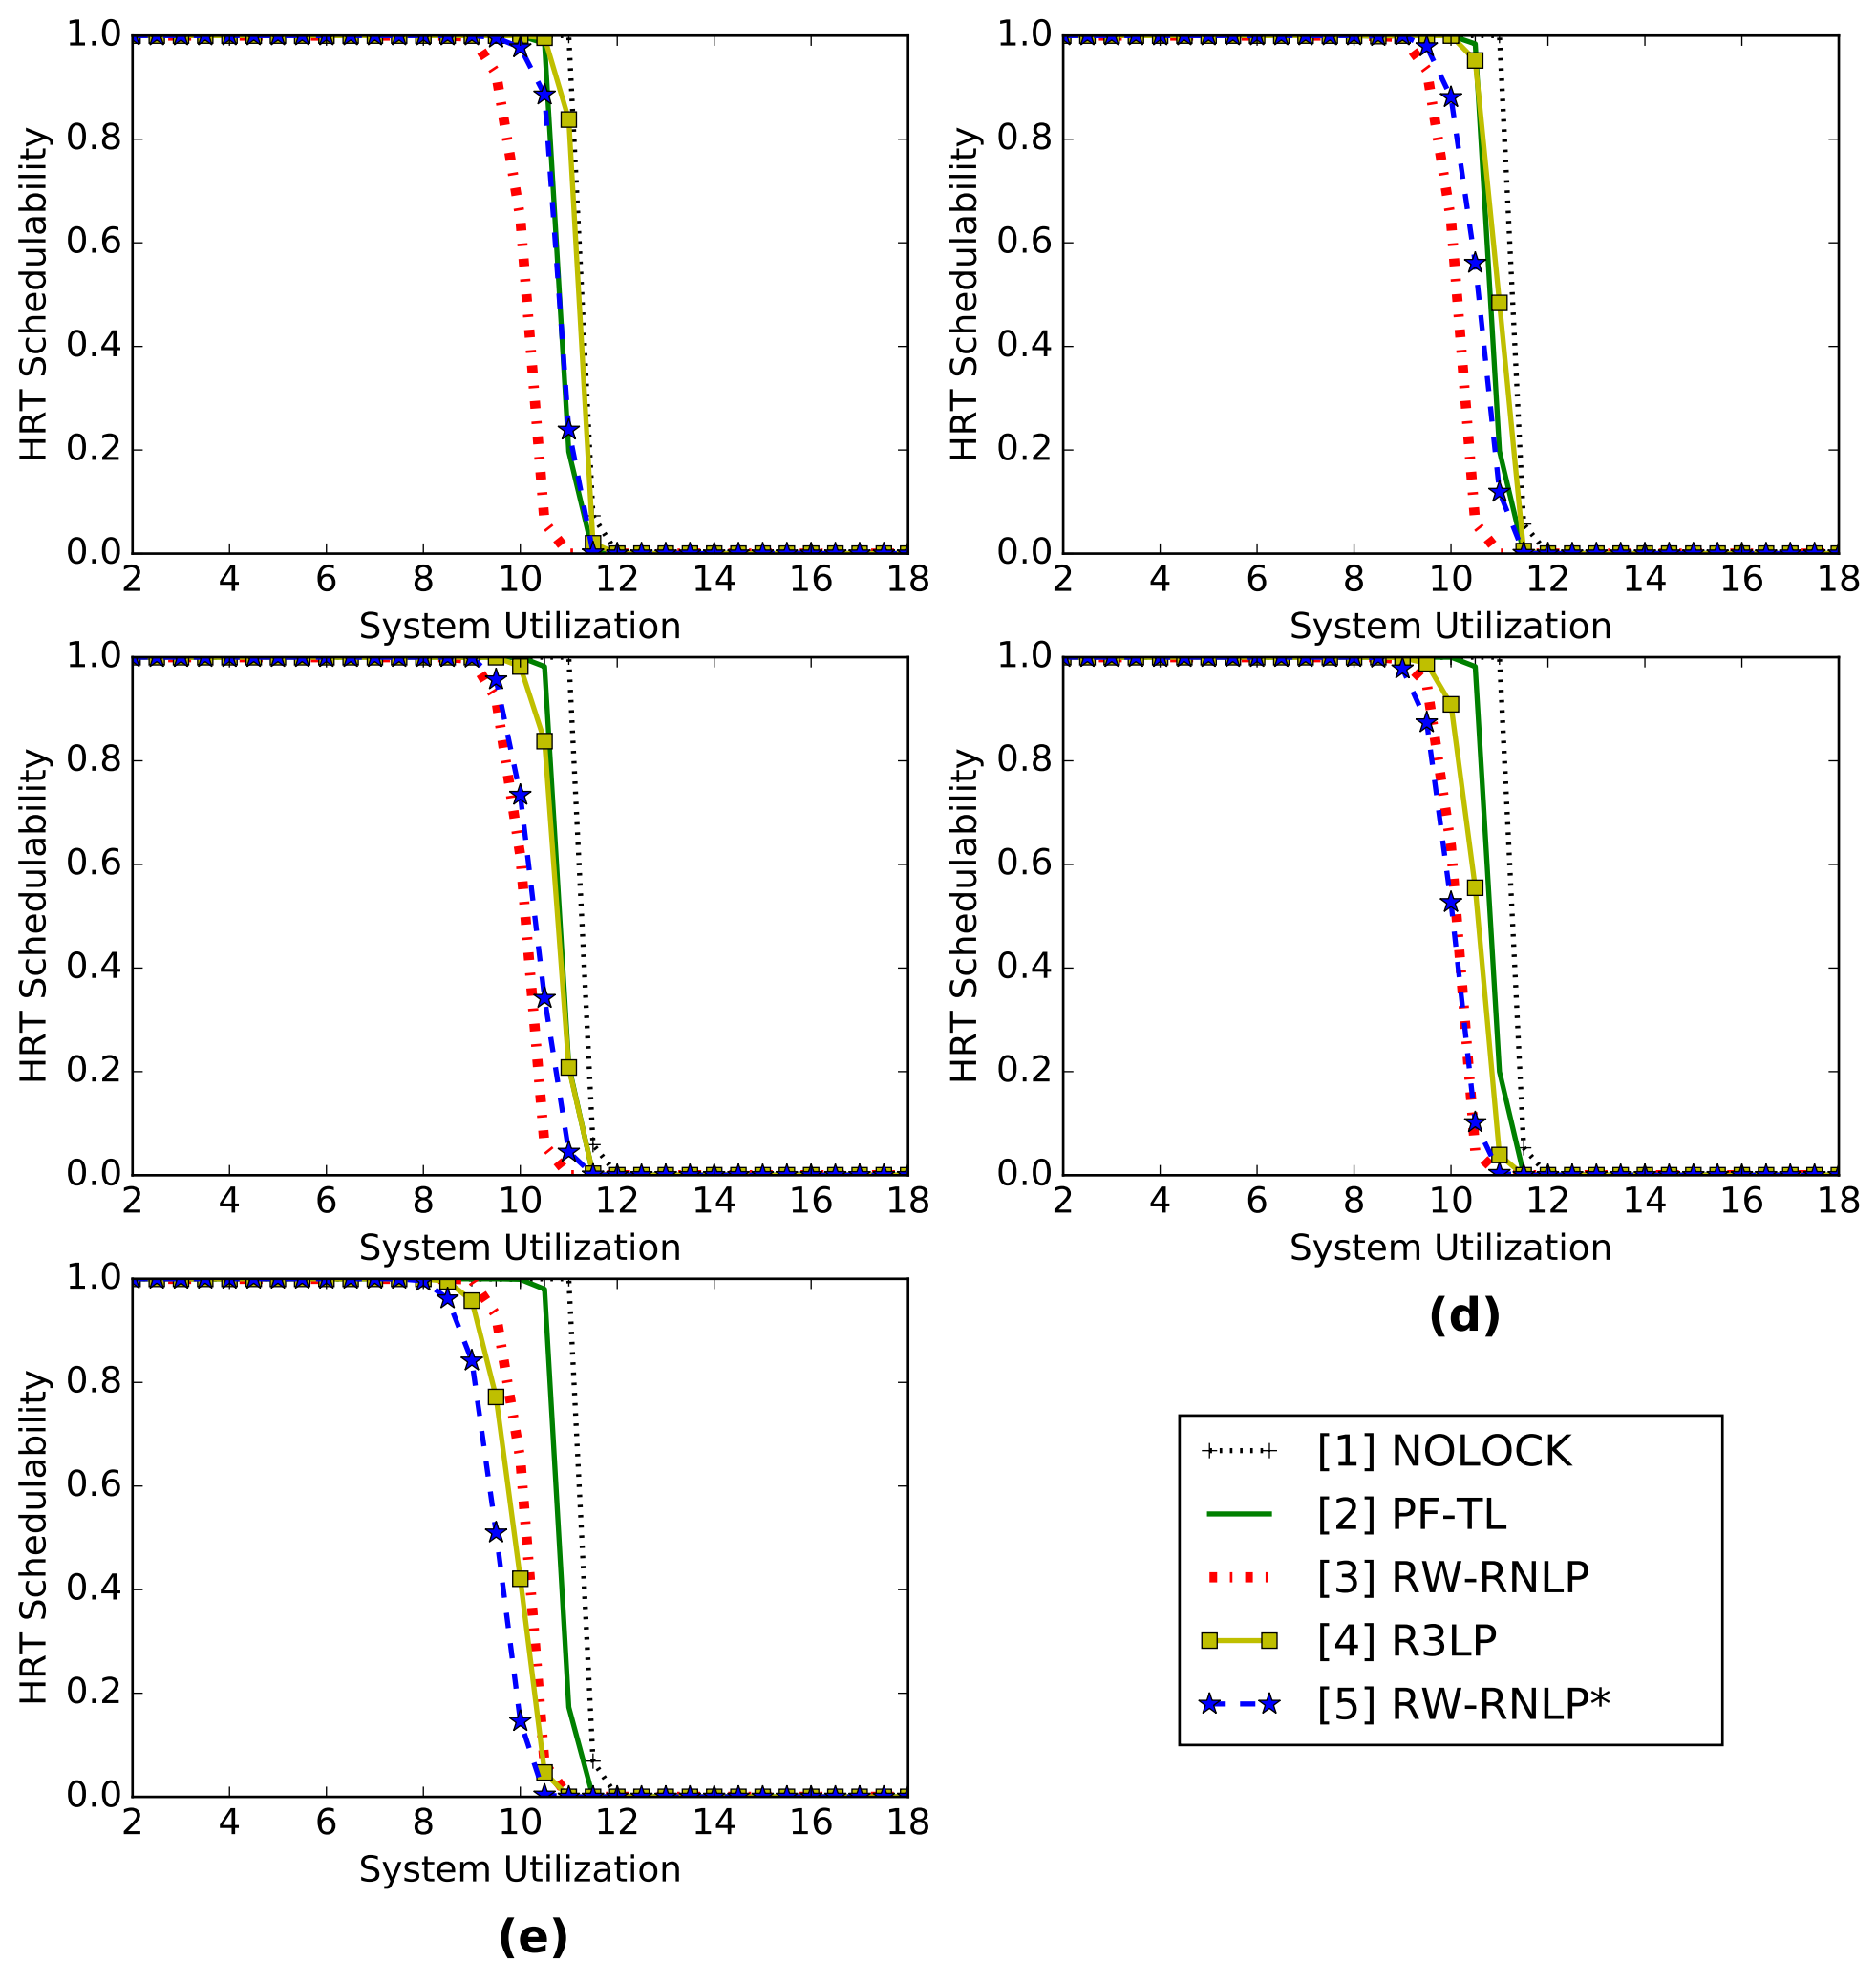 1.0
0.8
0.6
0.4
0.2
0.0
HRT Schedulability
2 4 6 8 10 12 14 16 18
System Utilization
1.0
0.8
0.6
0.4
0.2
0.0
HRT Schedulability
2 4 6 8 10 12 14 16 18
System Utilization
1.0
0.8
0.6
0.4
0.2
0.0
HRT Schedulability
2 4 6 8 10 12 14 16 18
System Utilization
1.0
0.8
0.6
0.4
0.2
0.0
HRT Schedulability
2 4 6 8 10 12 14 16 18
System Utilization
(d)
1.0
0.8
0.6
0.4
0.2
0.0
HRT Schedulability
2 4 6 8 10 12 14 16 18
System Utilization
(e)
[1] NOLOCK
[2] PF-TL
[3] RW-RNLP
[4] R3LP
[5] RW-RNLP*